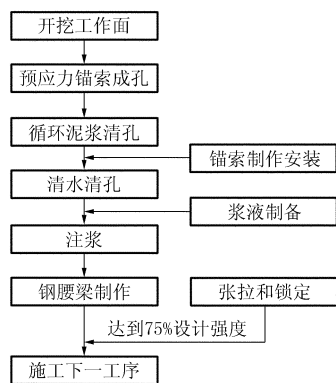 开挖工作面
预应力锚索成孔
循环泥浆清孔
锚索制作安装
清水清孔
浆液制备
注浆
钢腰梁制作
张拉和锁定
达到75%设计强度
施工下一工序